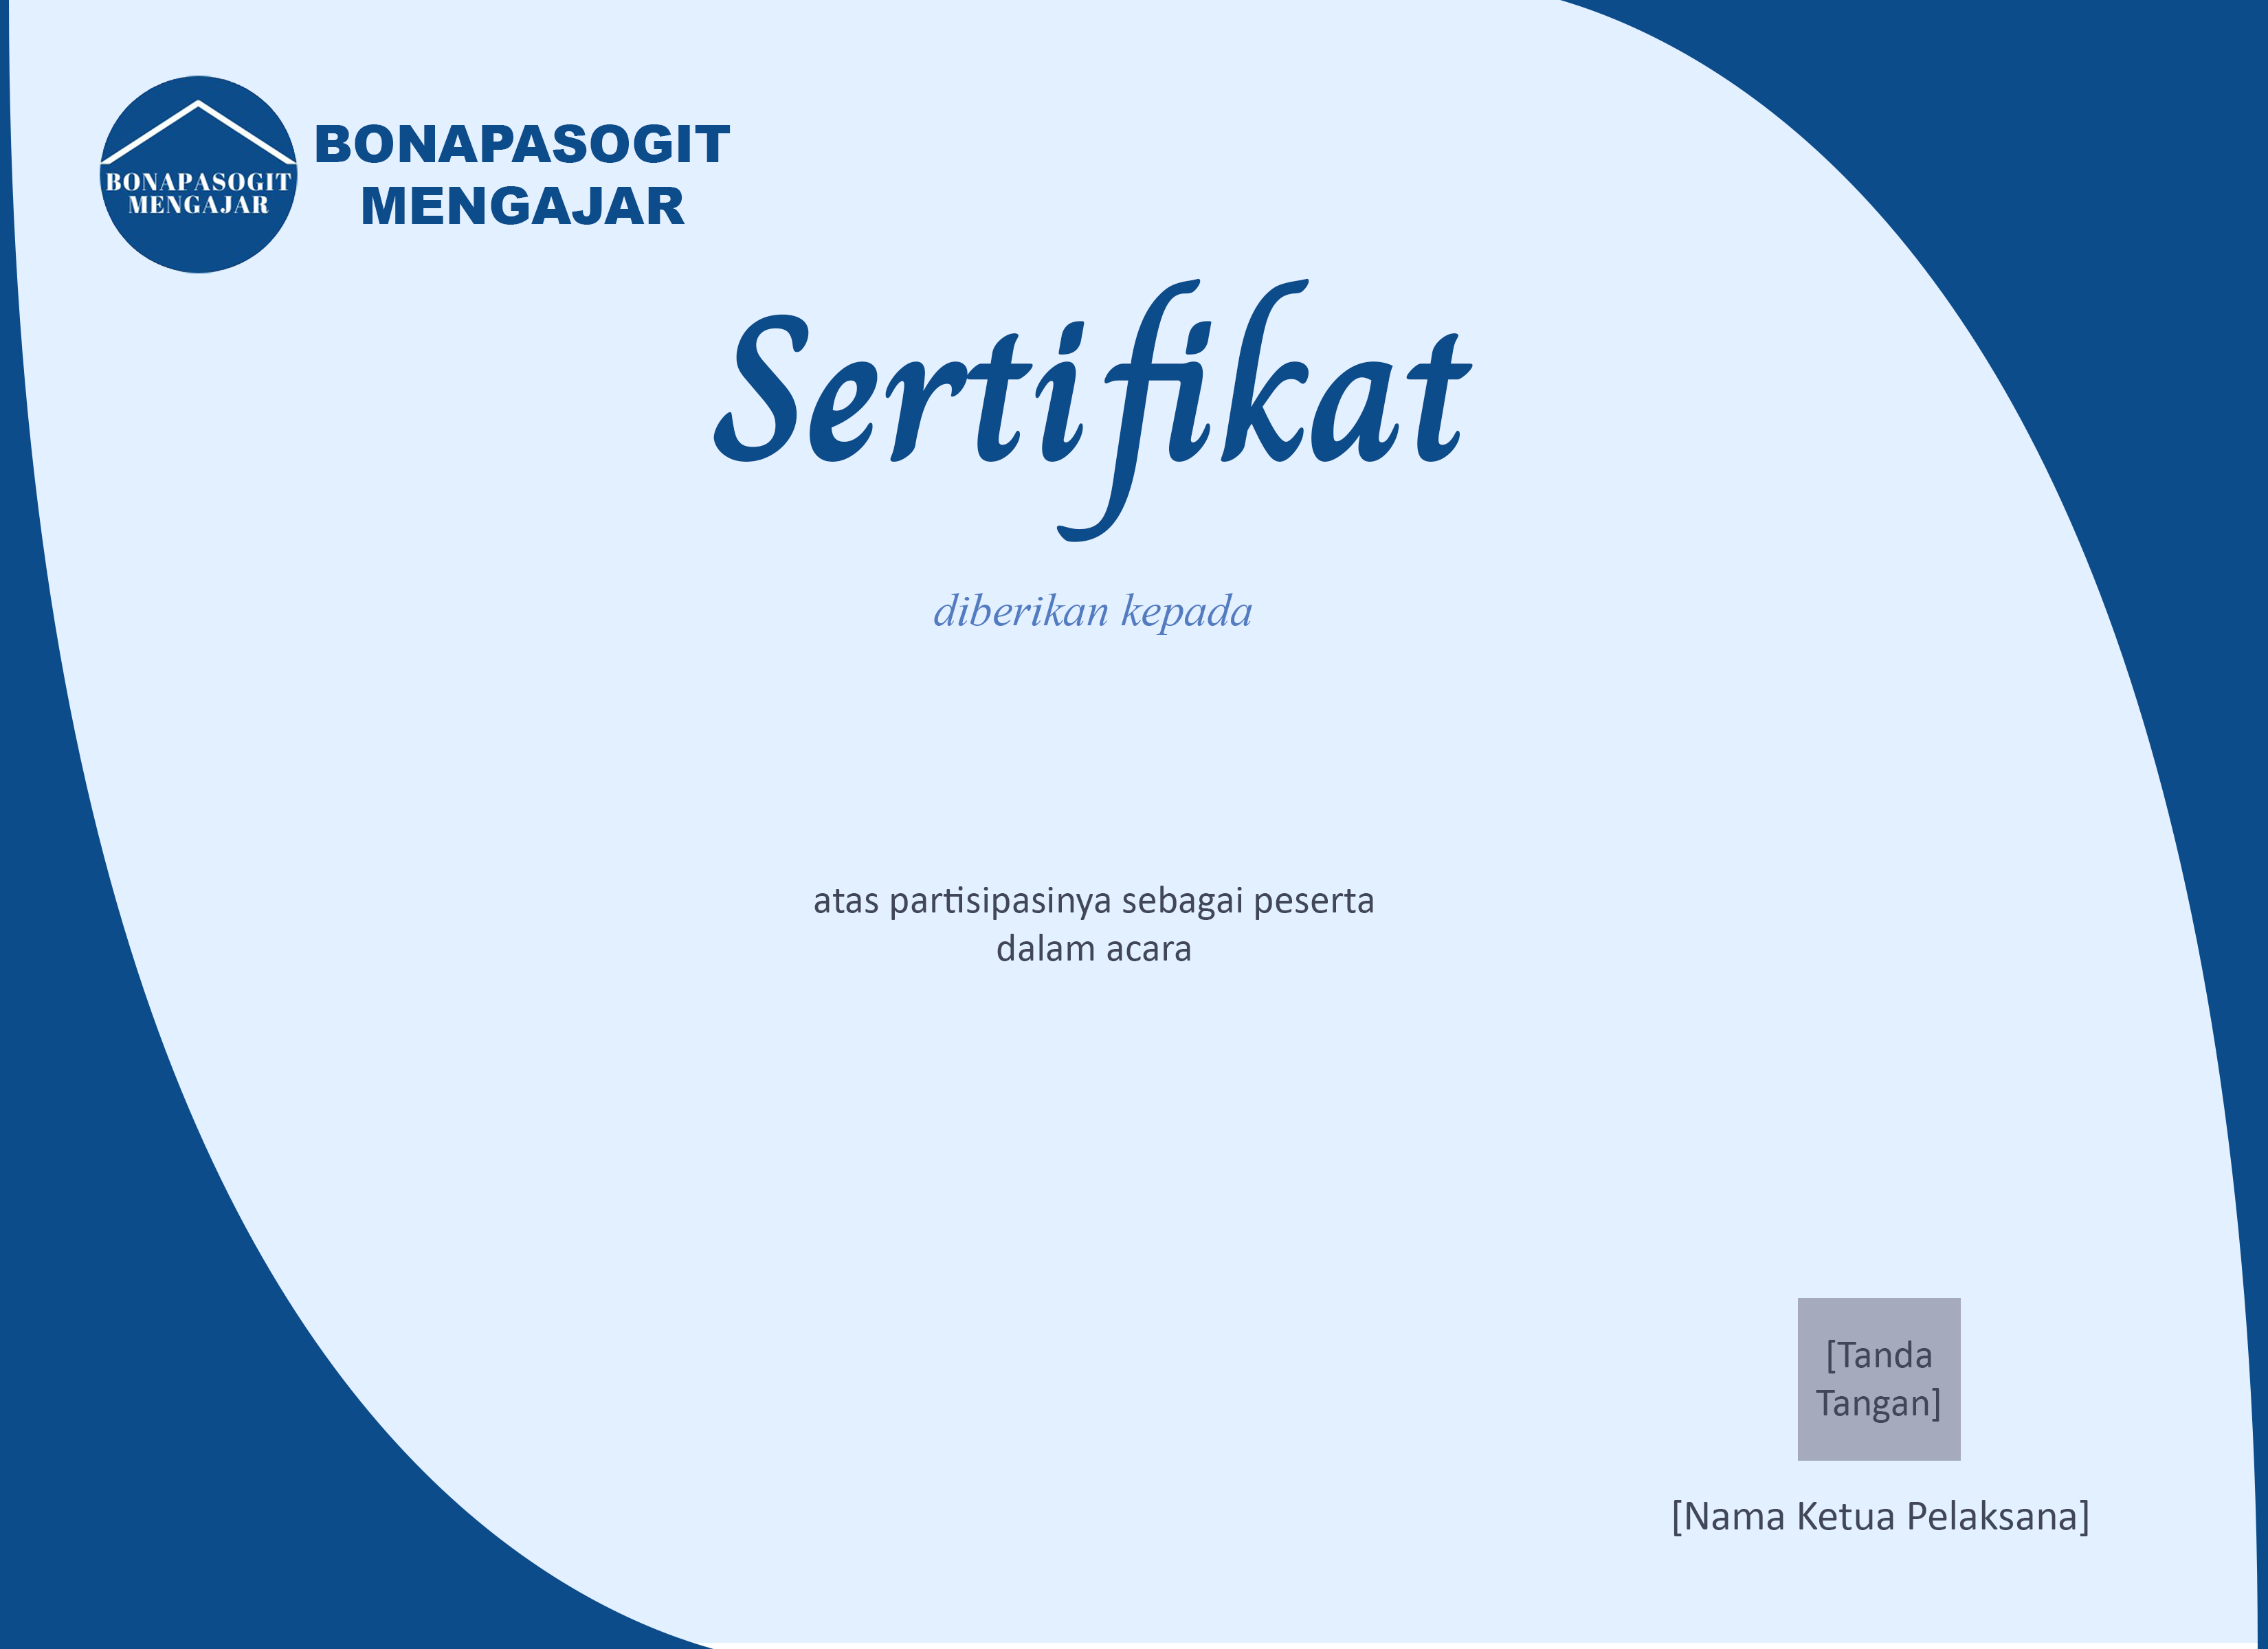 BONAPASOGIT
MENGAJAR
BONAPASOGIT
MENGAJAR
Sertifikat
diberikan kepada
atas partisipasinya sebagai peserta
dalam acara
[Tanda
Tangan]
[Nama Ketua Pelaksana]